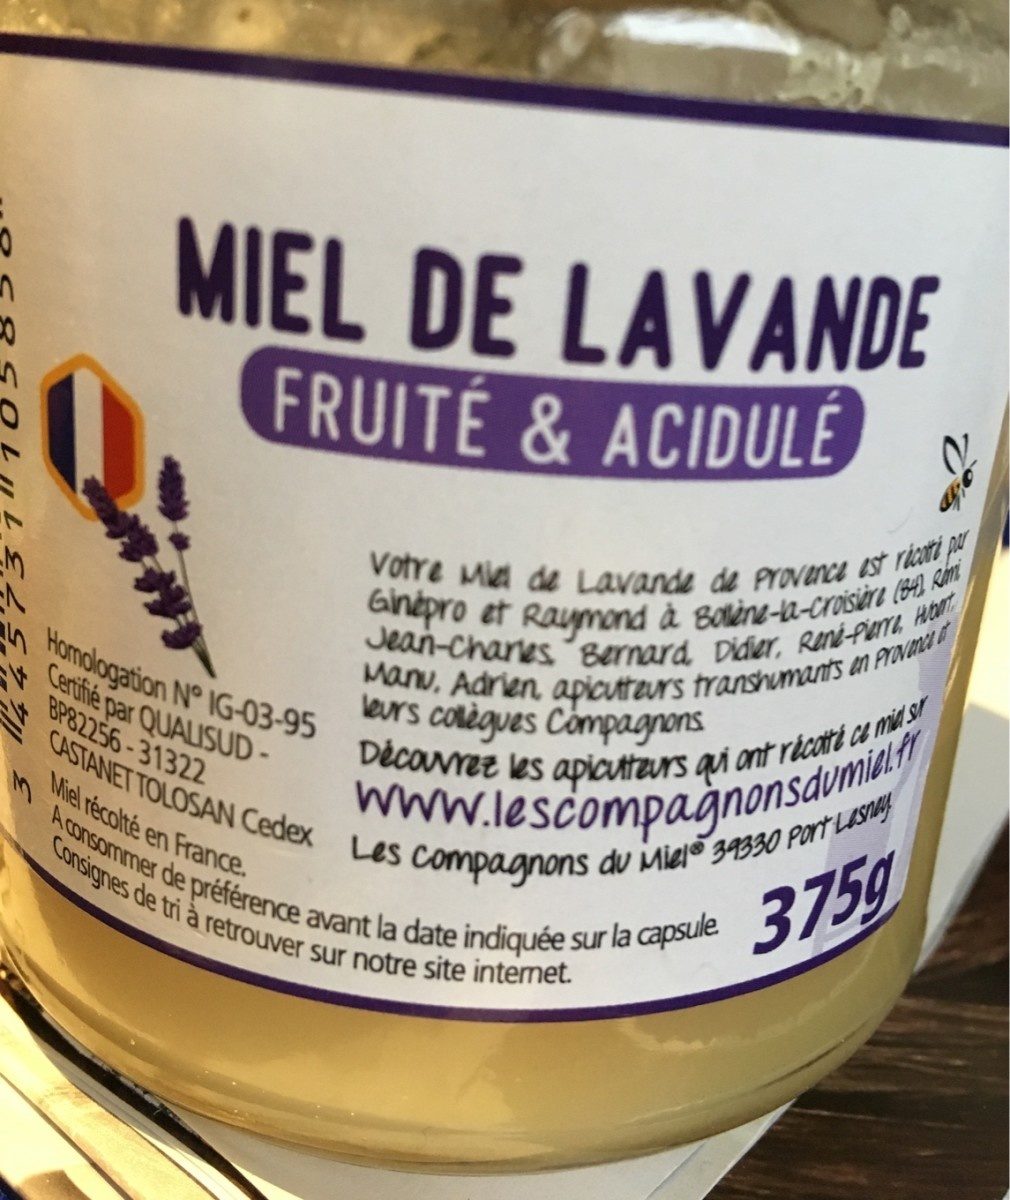 MIEL DE LAVANDE
FRUITÉ & ACIDULÉ
Votre Miel de Lavande de Provence est récolté par
Ginépro et Raymond à Bollène-la-Croisière (84), Rémi,
Jean-Charles, Bernard, Didier, René-Pierre, Hubert,
Manu, Adrien, apiculteurs transhumants en Provence et
leurs collègues Compagnons.
Découvrez les apiculteurs qui ont récolté ce miel sur
www.lescompagnonsdumiel.fr
Les Compagnons du Miel® 39330 Port Lesney
375g
Homologation N° IG-03-95
Certifié par QUALISUD -
BP82256 - 31322
CASTANET TOLOSAN Cedex
Miel récolté en France.
A consommer de préférence avant la date indiquée sur la capsule.
Consignes de tri à retrouver sur notre site internet.